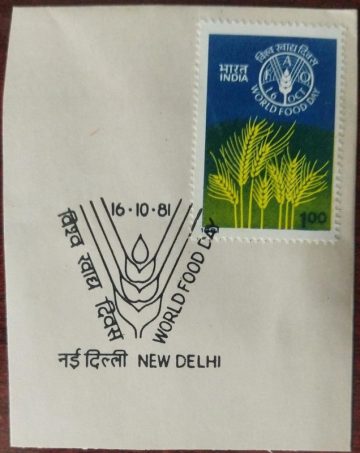 विश्व खाद्य दिवस
FAO
16 OCT
WORLD FOOD DAY
भारत
INDIA
1.00
16·10·81
विश्व खाद्य दिवस
WORLD FOOD DAY
नई दिल्ली NEW DELHI